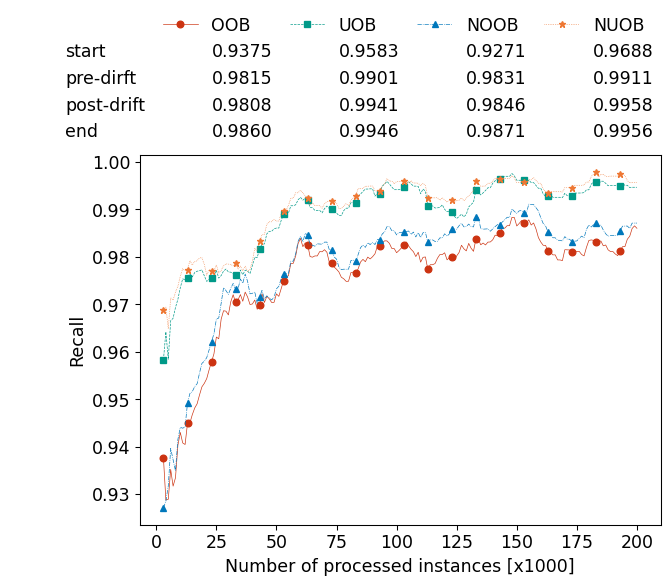 OOB UOB NOOB NUOB
start 0.9375 0.9583 0.9271 0.9688
pre-dirft 0.9815 0.9901 0.9831 0.9911
post-drift 0.9808 0.9941 0.9846 0.9958
end 0.9860 0.9946 0.9871 0.9956
1.00
0.99
0.98
0.97
0.96
0.95
0.94
0.93
Recall
0 25 50 75 100 125 150 175 200
Number of processed instances [x1000]